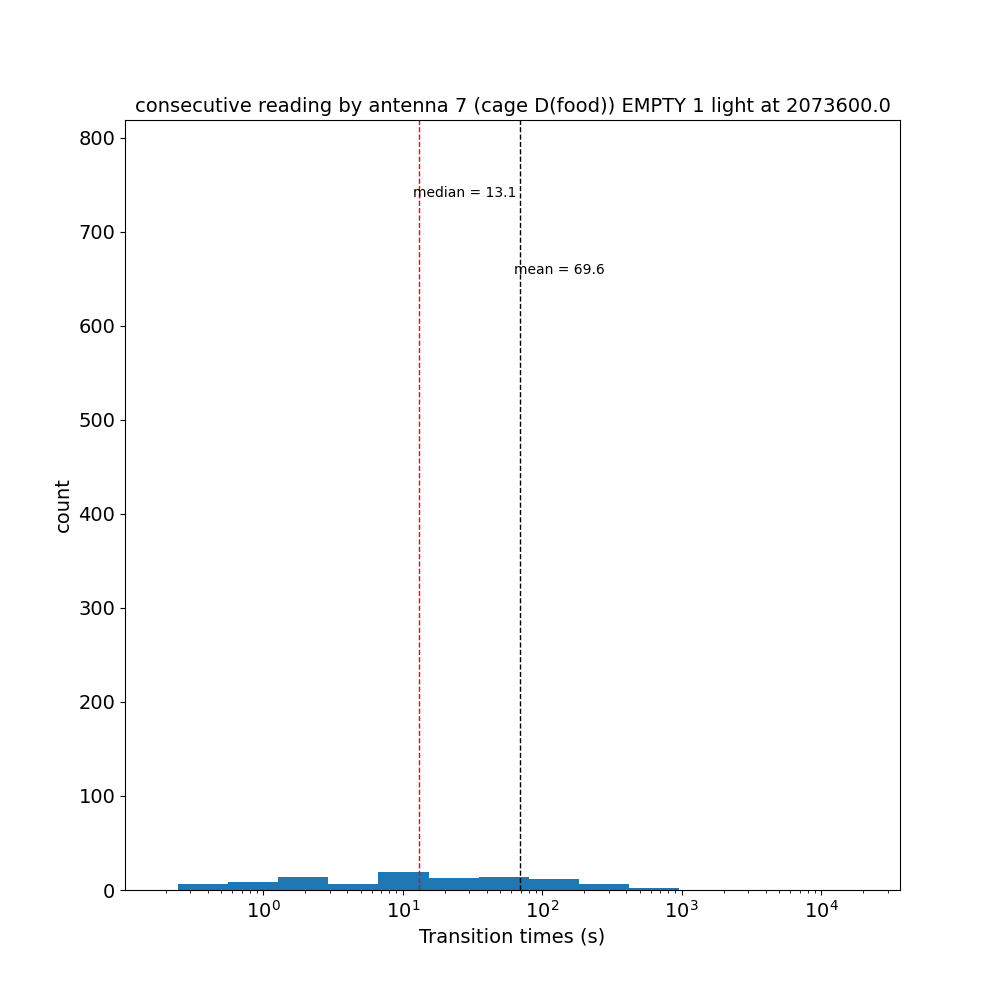 consecutive reading by antenna 7 (cage D(food)) EMPTY 1 light at 2073600.0
800
median = 13.1
700
mean = 69.6
600
500
400
count
300
200
100
0
10⁰ 10¹ 10² 10³ 10⁴
Transition times (s)